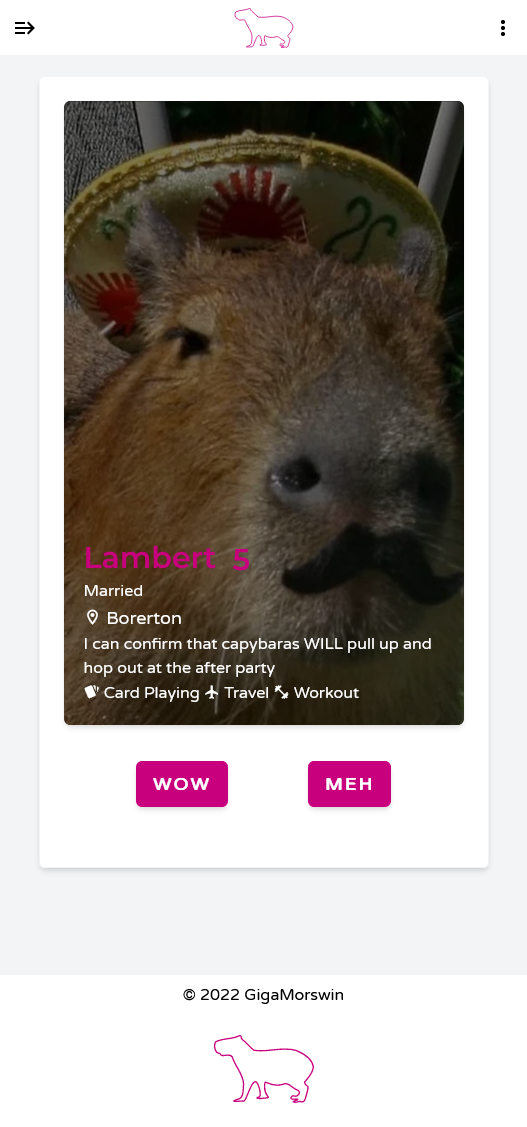 Lambert 5
Married
Borerton
I can confirm that capybaras WILL pull up and
hop out at the after party
Card Playing Travel Workout
WOW MEH
© 2022 GigaMorswin